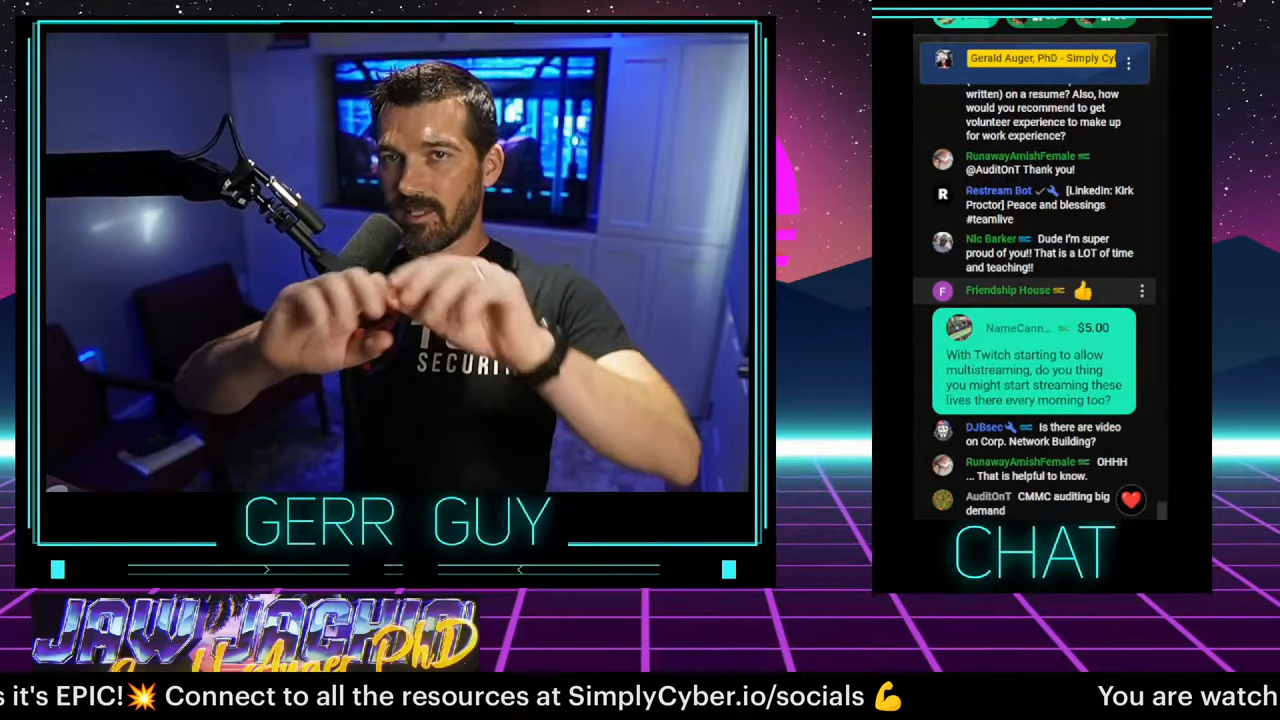 SECURI
GERR GUY
JAW JACKIN'
PhD
Gerald Auger, PhD - Simply Cy
written) on a resume? Also, how
would you recommend to get
volunteer experience to make up
for work experience?
RunawayAmishFemale
@AuditOnT Thank you!
R Restream Bot [LinkedIn: Kirk
Proctor] Peace and blessings
#teamlive
Nic Barker Dude I'm super
proud of you!! That is a LOT of time
and teaching!!
F Friendship House 👍
NameCann... $5.00
With Twitch starting to allow
multistreaming, do you thing
you might start streaming these
lives there every morning too?
DJBsec Is there are video
on Corp. Network Building?
RunawayAmishFemale OHHH
... That is helpful to know.
AuditOnT CMMC auditing big
demand
CHAT
s it's EPIC!💥 Connect to all the resources at SimplyCyber.io/socials 💪 You are watch